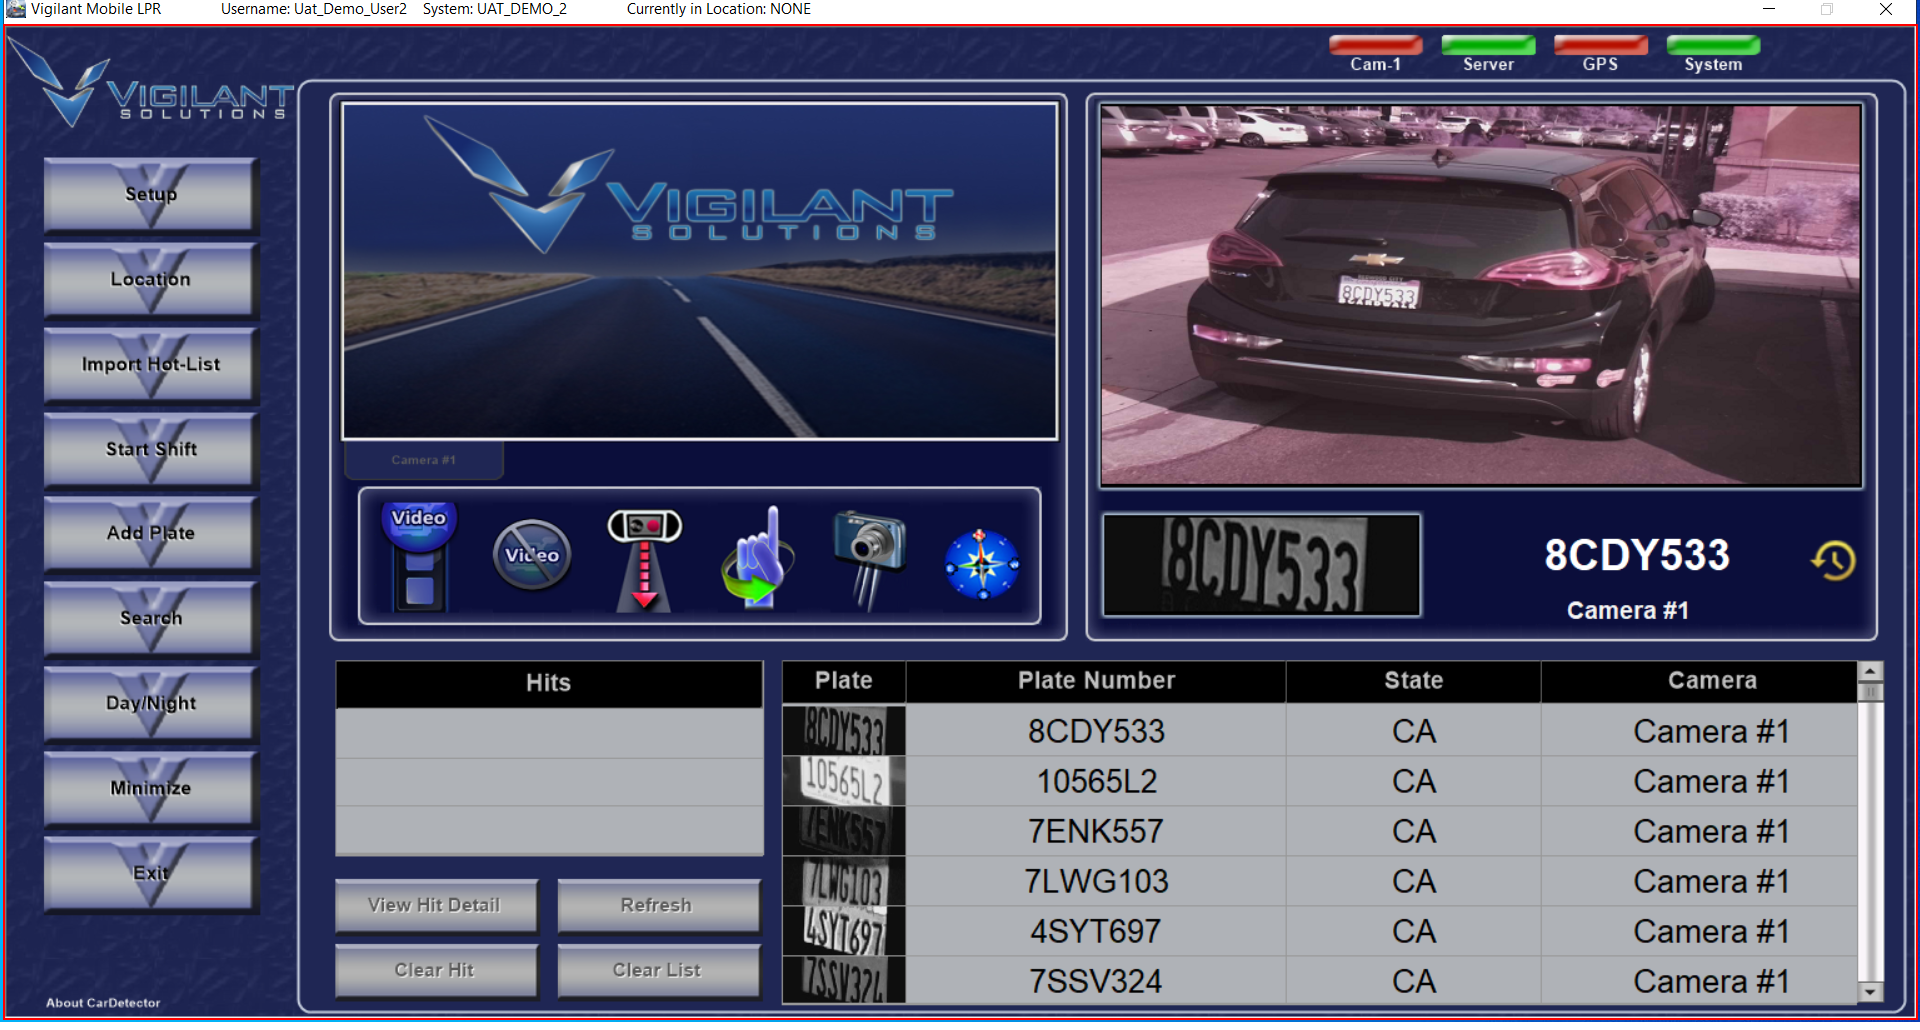 Vigilant Mobile LPR Username: Uat_Demo_User2 System: UAT_DEMO_2 Currently in Location: NONE
Cam-1 Server GPS System
VIGILANT
SOLUTIONS
Setup
Location
Import Hot-List
Start Shift
Add Plate
Search
Day/Night
Minimize
Exit
About CarDetector
VIGILANT
SOLUTIONS
Camera #1
Video
Video
REDWOOD CITY
8CDY533
8CDY533
8CDY533
Camera #1
Hits
View Hit Detail Refresh
Clear Hit Clear List
Plate Plate Number State Camera
8CDY533 8CDY533 CA Camera #1
10565L2 10565L2 CA Camera #1
7ENK557 7ENK557 CA Camera #1
7LWG103 7LWG103 CA Camera #1
4SYT697 4SYT697 CA Camera #1
7SSV324 7SSV324 CA Camera #1